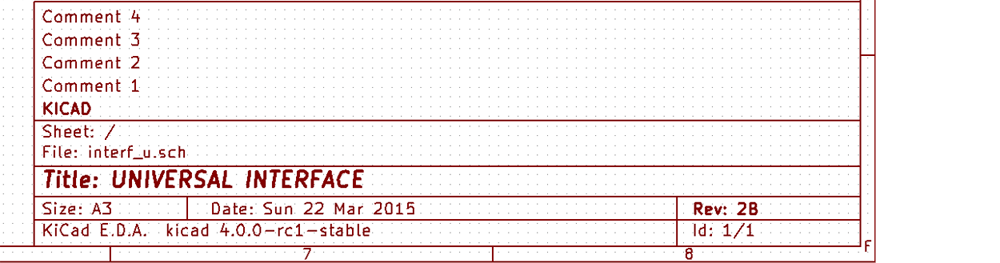 Comment 4
Comment 3
Comment 2
Comment 1
KICAD
Sheet: /
File: interf_u.sch
Title: UNIVERSAL INTERFACE
Size: A3 Date: Sun 22 Mar 2015 Rev: 2B
KiCad E.D.A. kicad 4.0.0-rc1-stable Id: 1/1
F
7 8